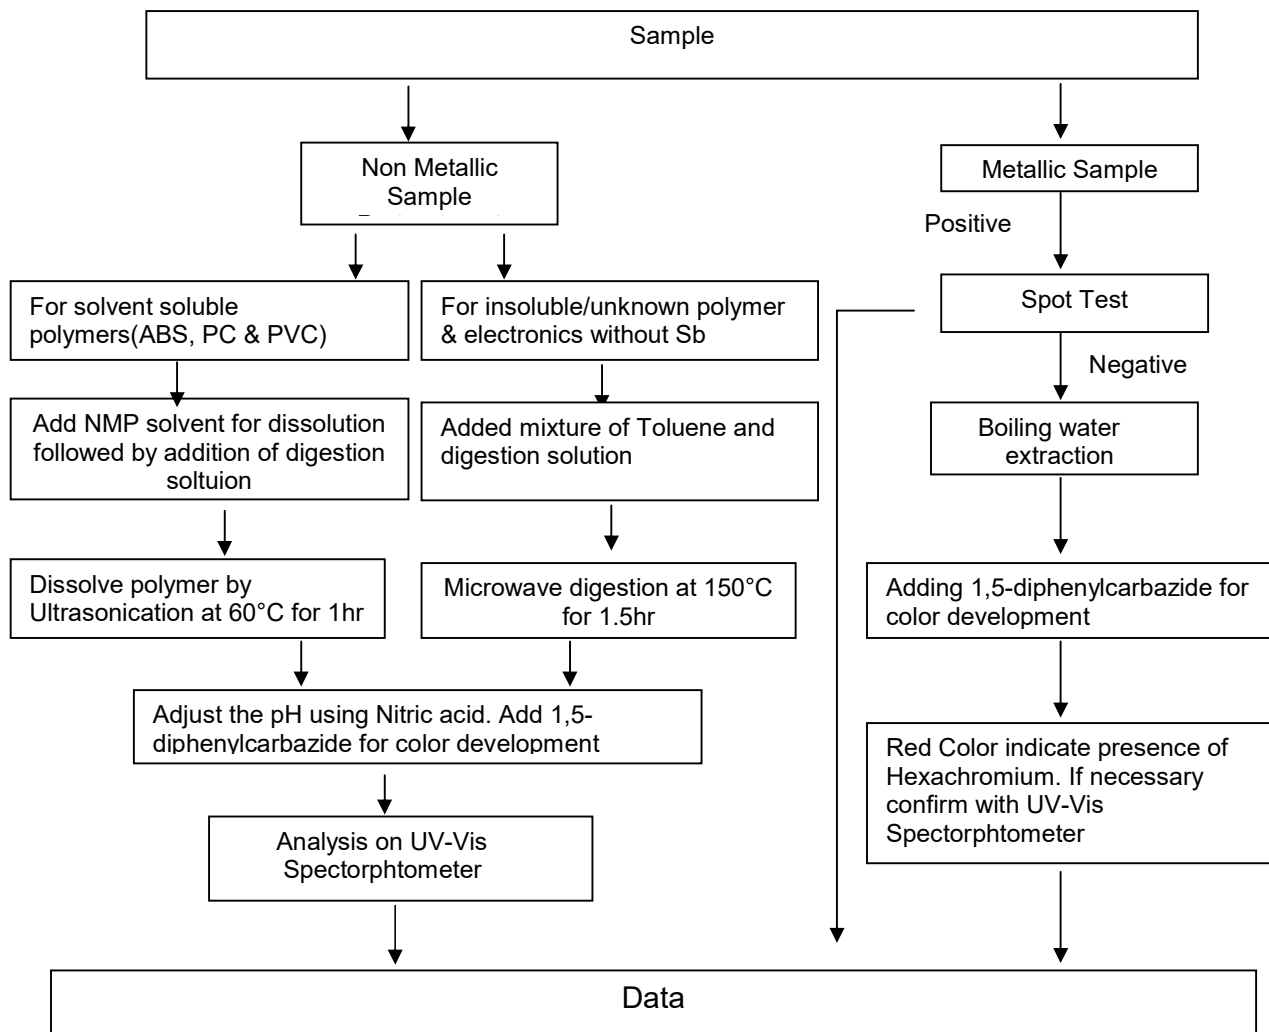 Sample
Non Metallic
Sample
Metallic Sample
Positive
For solvent soluble
polymers(ABS, PC & PVC)
For insoluble/unknown polymer
& electronics without Sb
Spot Test
Negative
Add NMP solvent for dissolution
followed by addition of digestion
soltuion
Added mixture of Toluene and
digestion solution
Boiling water
extraction
Dissolve polymer by
Ultrasonication at 60°C for 1hr
Microwave digestion at 150°C
for 1.5hr
Adding 1,5-diphenylcarbazide for
color development
Adjust the pH using Nitric acid. Add 1,5-
diphenylcarbazide for color development
Red Color indicate presence of
Hexachromium. If necessary
confirm with UV-Vis
Spectorphtometer
Analysis on UV-Vis
Spectorphtometer
Data